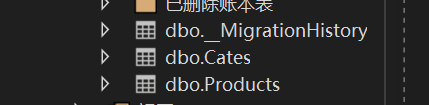 已删除账本表
dbo.__MigrationHistory
dbo.Cates
dbo.Products